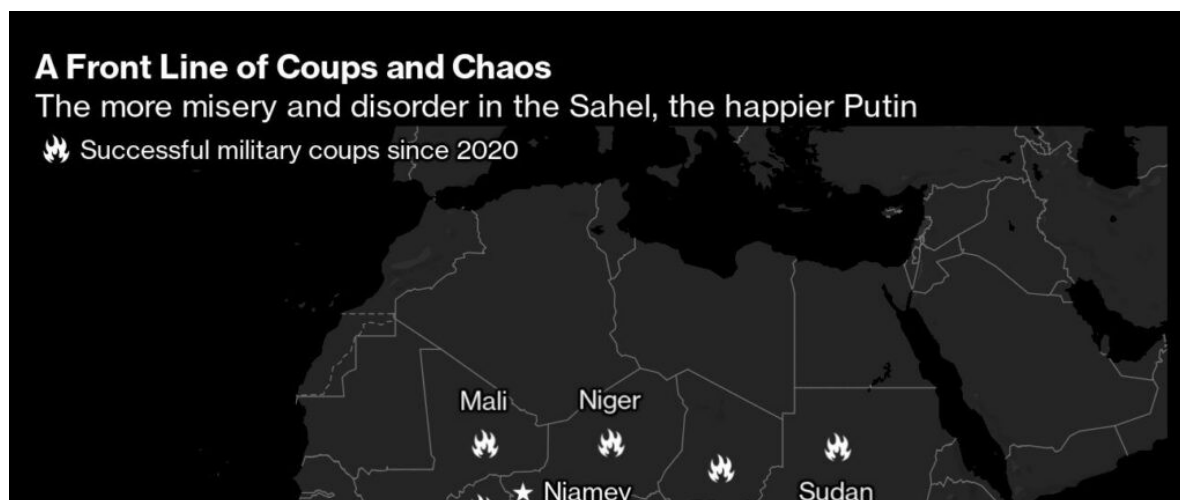 A Front Line of Coups and Chaos
The more misery and disorder in the Sahel, the happier Putin
Successful military coups since 2020
Mali
Niger
Niamey
Sudan